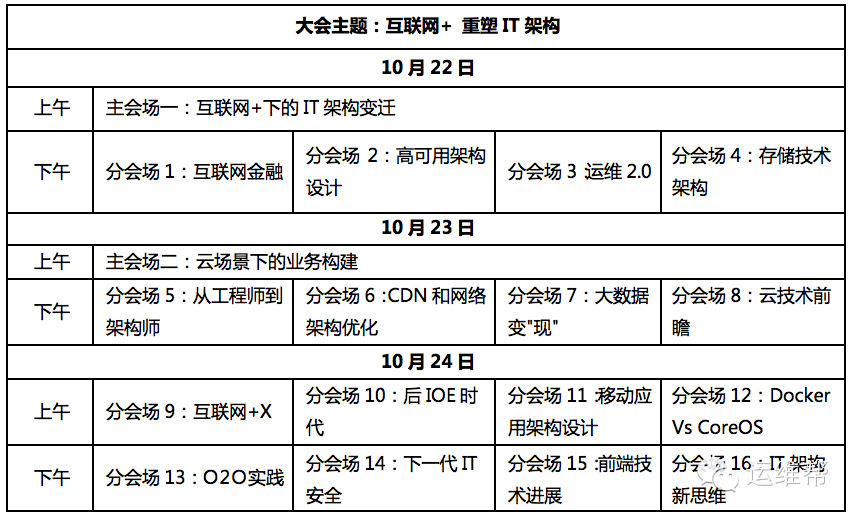 大会主题：互联网+ 重塑 IT 架构
10 月 22 日
上午
主会场一：互联网+下的 IT 架构变迁
下午
分会场 1：互联网金融
分会场 2：高可用架构
设计
分会场 3 :运维 2.0
分会场 4：存储技术
架构
10 月 23 日
上午
主会场二：云场景下的业务构建
下午
分会场 5：从工程师到
架构师
分会场 6 :CDN 和网络
架构优化
分会场 7：大数据
变"现"
分会场 8：云技术前
瞻
10 月 24 日
上午
分会场 9：互联网+X
分会场 10：后 IOE 时
代
分会场 11 :移动应
用架构设计
分会场 12：Docker
Vs CoreOS
下午
分会场 13：O2O实践
分会场 14：下一代 IT
安全
分会场 15 :前端技
术进展
分会场 16：IT 架构
新思维
运维帮